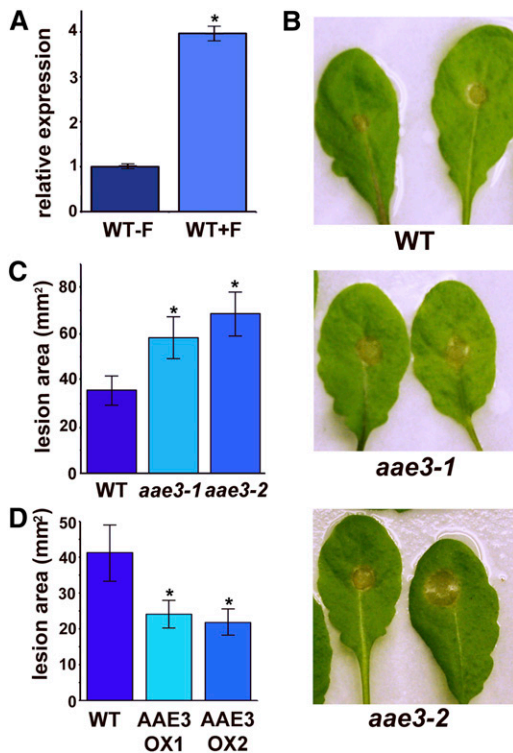 A
relative expression
4
3
2
1
0
WT-F
WT+F
*
B
WT
aae3-1
aae3-2
C
lesion area (mm²)
80
60
40
20
0
WT
aae3-1
aae3-2
*
*
D
lesion area (mm²)
50
40
30
20
10
0
WT
AAE3 OX1
AAE3 OX2
*
*